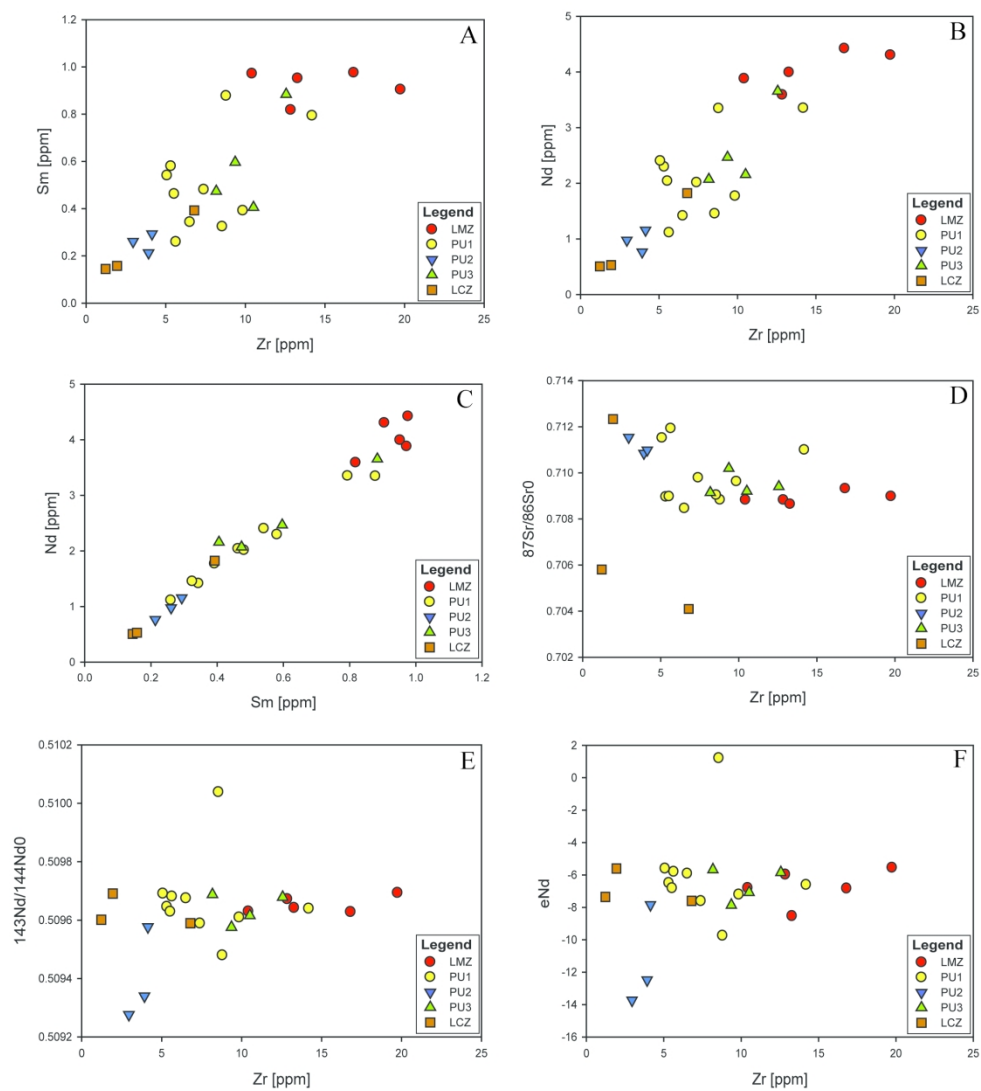 A
1.2
1.0
0.8
0.6
0.4
0.2
0.0
Sm [ppm]
0
5
10
15
20
25
Zr [ppm]
Legend
LMZ
PU1
PU2
PU3
LCZ
B
5
4
3
2
1
0
Nd [ppm]
0
5
10
15
20
25
Zr [ppm]
Legend
LMZ
PU1
PU2
PU3
LCZ
C
5
4
3
2
1
0
Nd [ppm]
0.0
0.2
0.4
0.6
0.8
1.0
1.2
Sm [ppm]
Legend
LMZ
PU1
PU2
PU3
LCZ
D
0.714
0.712
0.710
0.708
0.706
0.704
0.702
87Sr/86Sr0
0
5
10
15
20
25
Zr [ppm]
Legend
LMZ
PU1
PU2
PU3
LCZ
E
0.5102
0.5100
0.5098
0.5096
0.5094
0.5092
143Nd/144Nd0
0
5
10
15
20
25
Zr [ppm]
Legend
LMZ
PU1
PU2
PU3
LCZ
F
2
0
-2
-4
-6
-8
-10
-12
-14
-16
eNd
0
5
10
15
20
25
Zr [ppm]
Legend
LMZ
PU1
PU2
PU3
LCZ